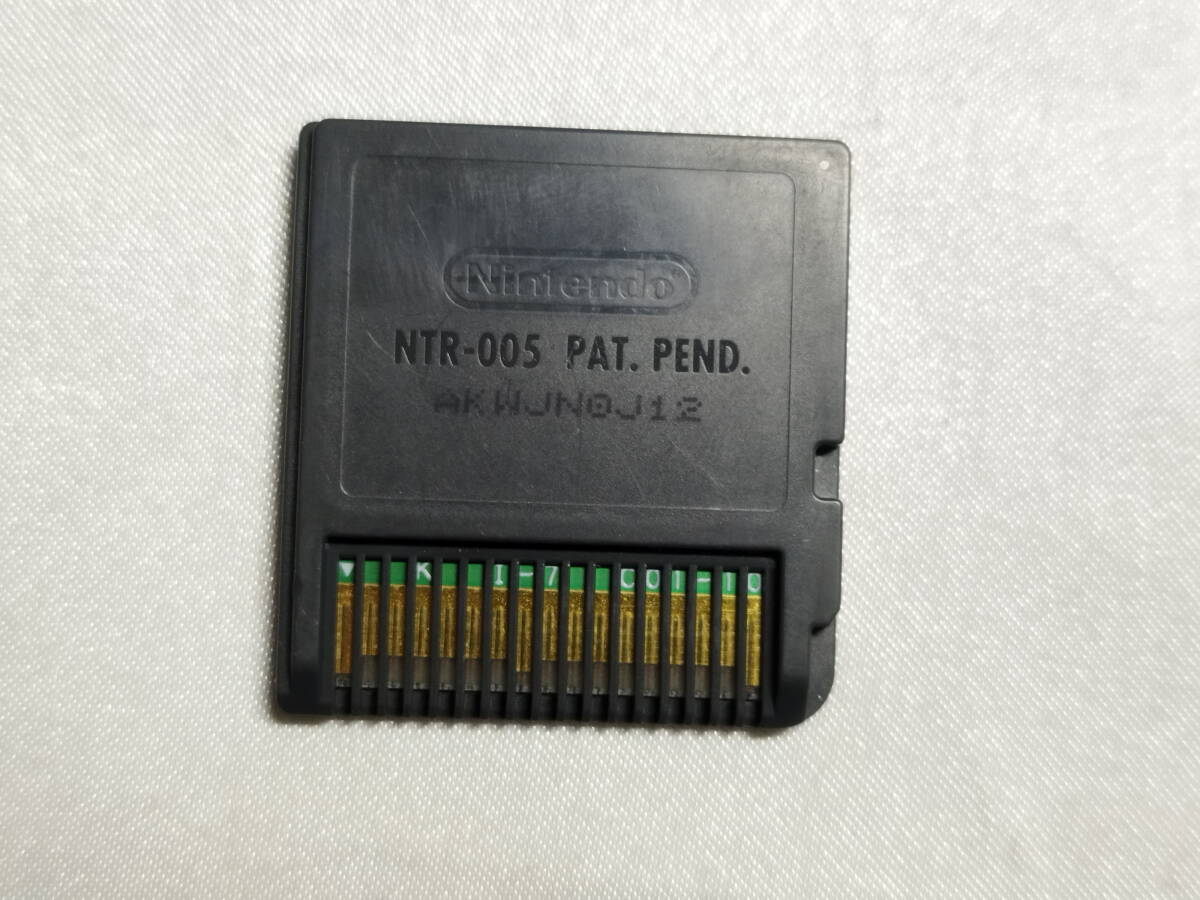 Nintendo
NTR-005 PAT. PEND.
AKWJN0J12
▼ K I-7 C01-10